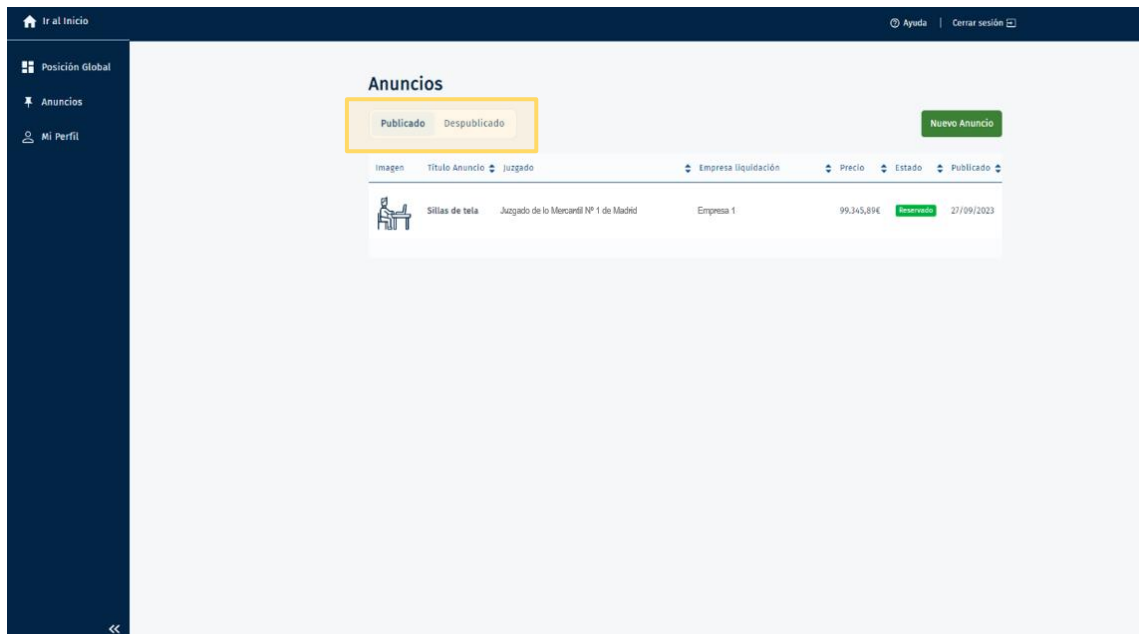 Ir al Inicio
Ayuda | Cerrar sesión
Posición Global
Anuncios
Mi Perfil
Anuncios
Publicado Despublicado
Nuevo Anuncio
Imagen Título Anuncio Juzgado Empresa liquidación Precio Estado Publicado
Sillas de tela Juzgado de lo Mercantil Nº 1 de Madrid Empresa 1 99.345,89€ Reservado 27/09/2023